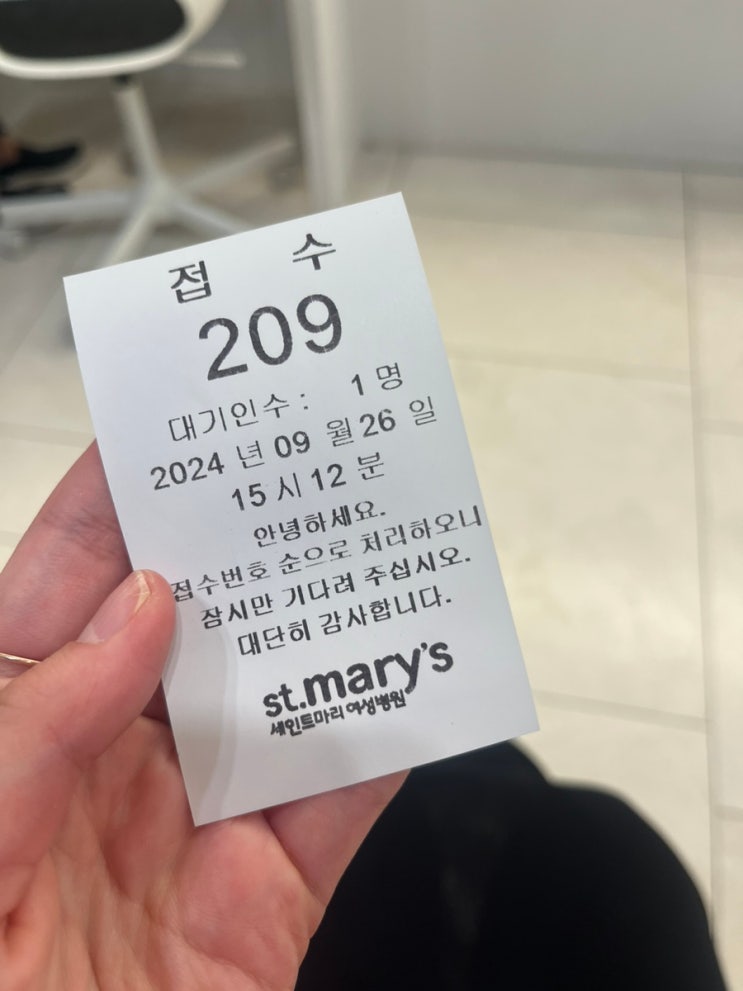 접 수
209
대기인수 : 1 명
2024 년 09 월 26 일
15 시 12 분
안녕하세요.
접수번호 순으로 처리하오니
잠시만 기다려 주십시오.
대단히 감사합니다.
st.mary's
세인트마리 여성병원